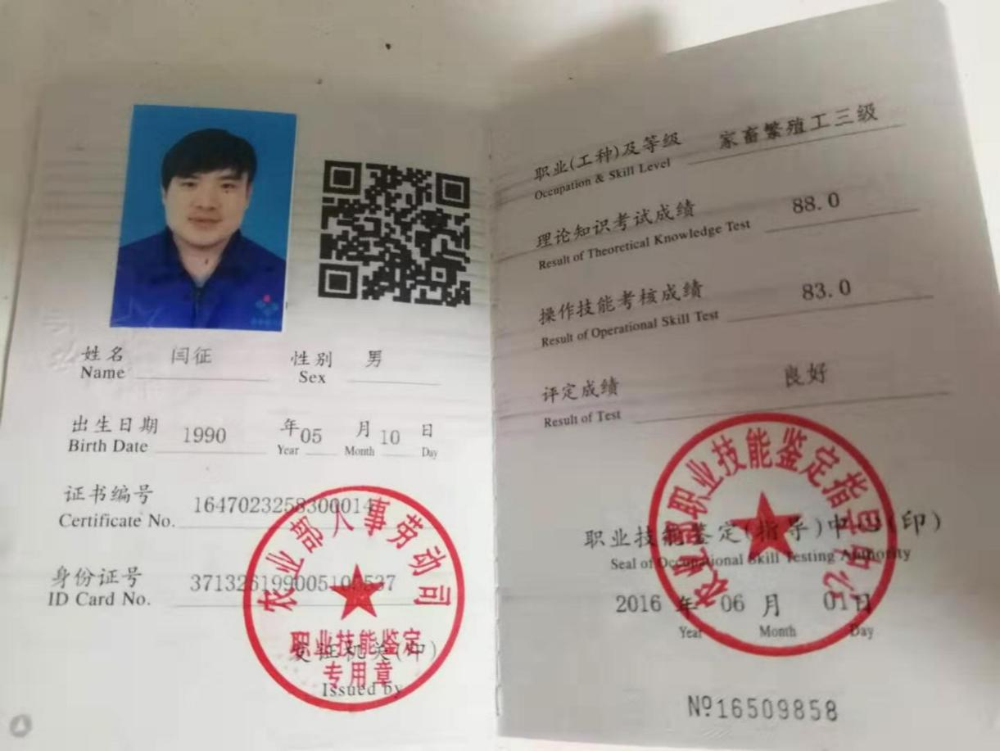 姓名 闫征 性别 男
Name Sex
出生日期 1990 年 05 月 10 日
Birth Date Year Month Day
证书编号 1647023258300014
Certificate No.
身份证号
ID Card No.
农业部人事劳动司
职业技能鉴定
专用章
发证机关(印)
Issued by
职业(工种)及等级 家畜繁殖工三级
Occupation & Skill Level
理论知识考试成绩 88.0
Result of Theoretical Knowledge Test
操作技能考核成绩 83.0
Result of Operational Skill Test
评定成绩 良好
Result of Test
农业部职业技能鉴定指导中心
职业技能鉴定(指导)中心(印)
Seal of Occupational Skill Testing Authority
2016 年 06 月 01 日
Year Month Day
№16509858